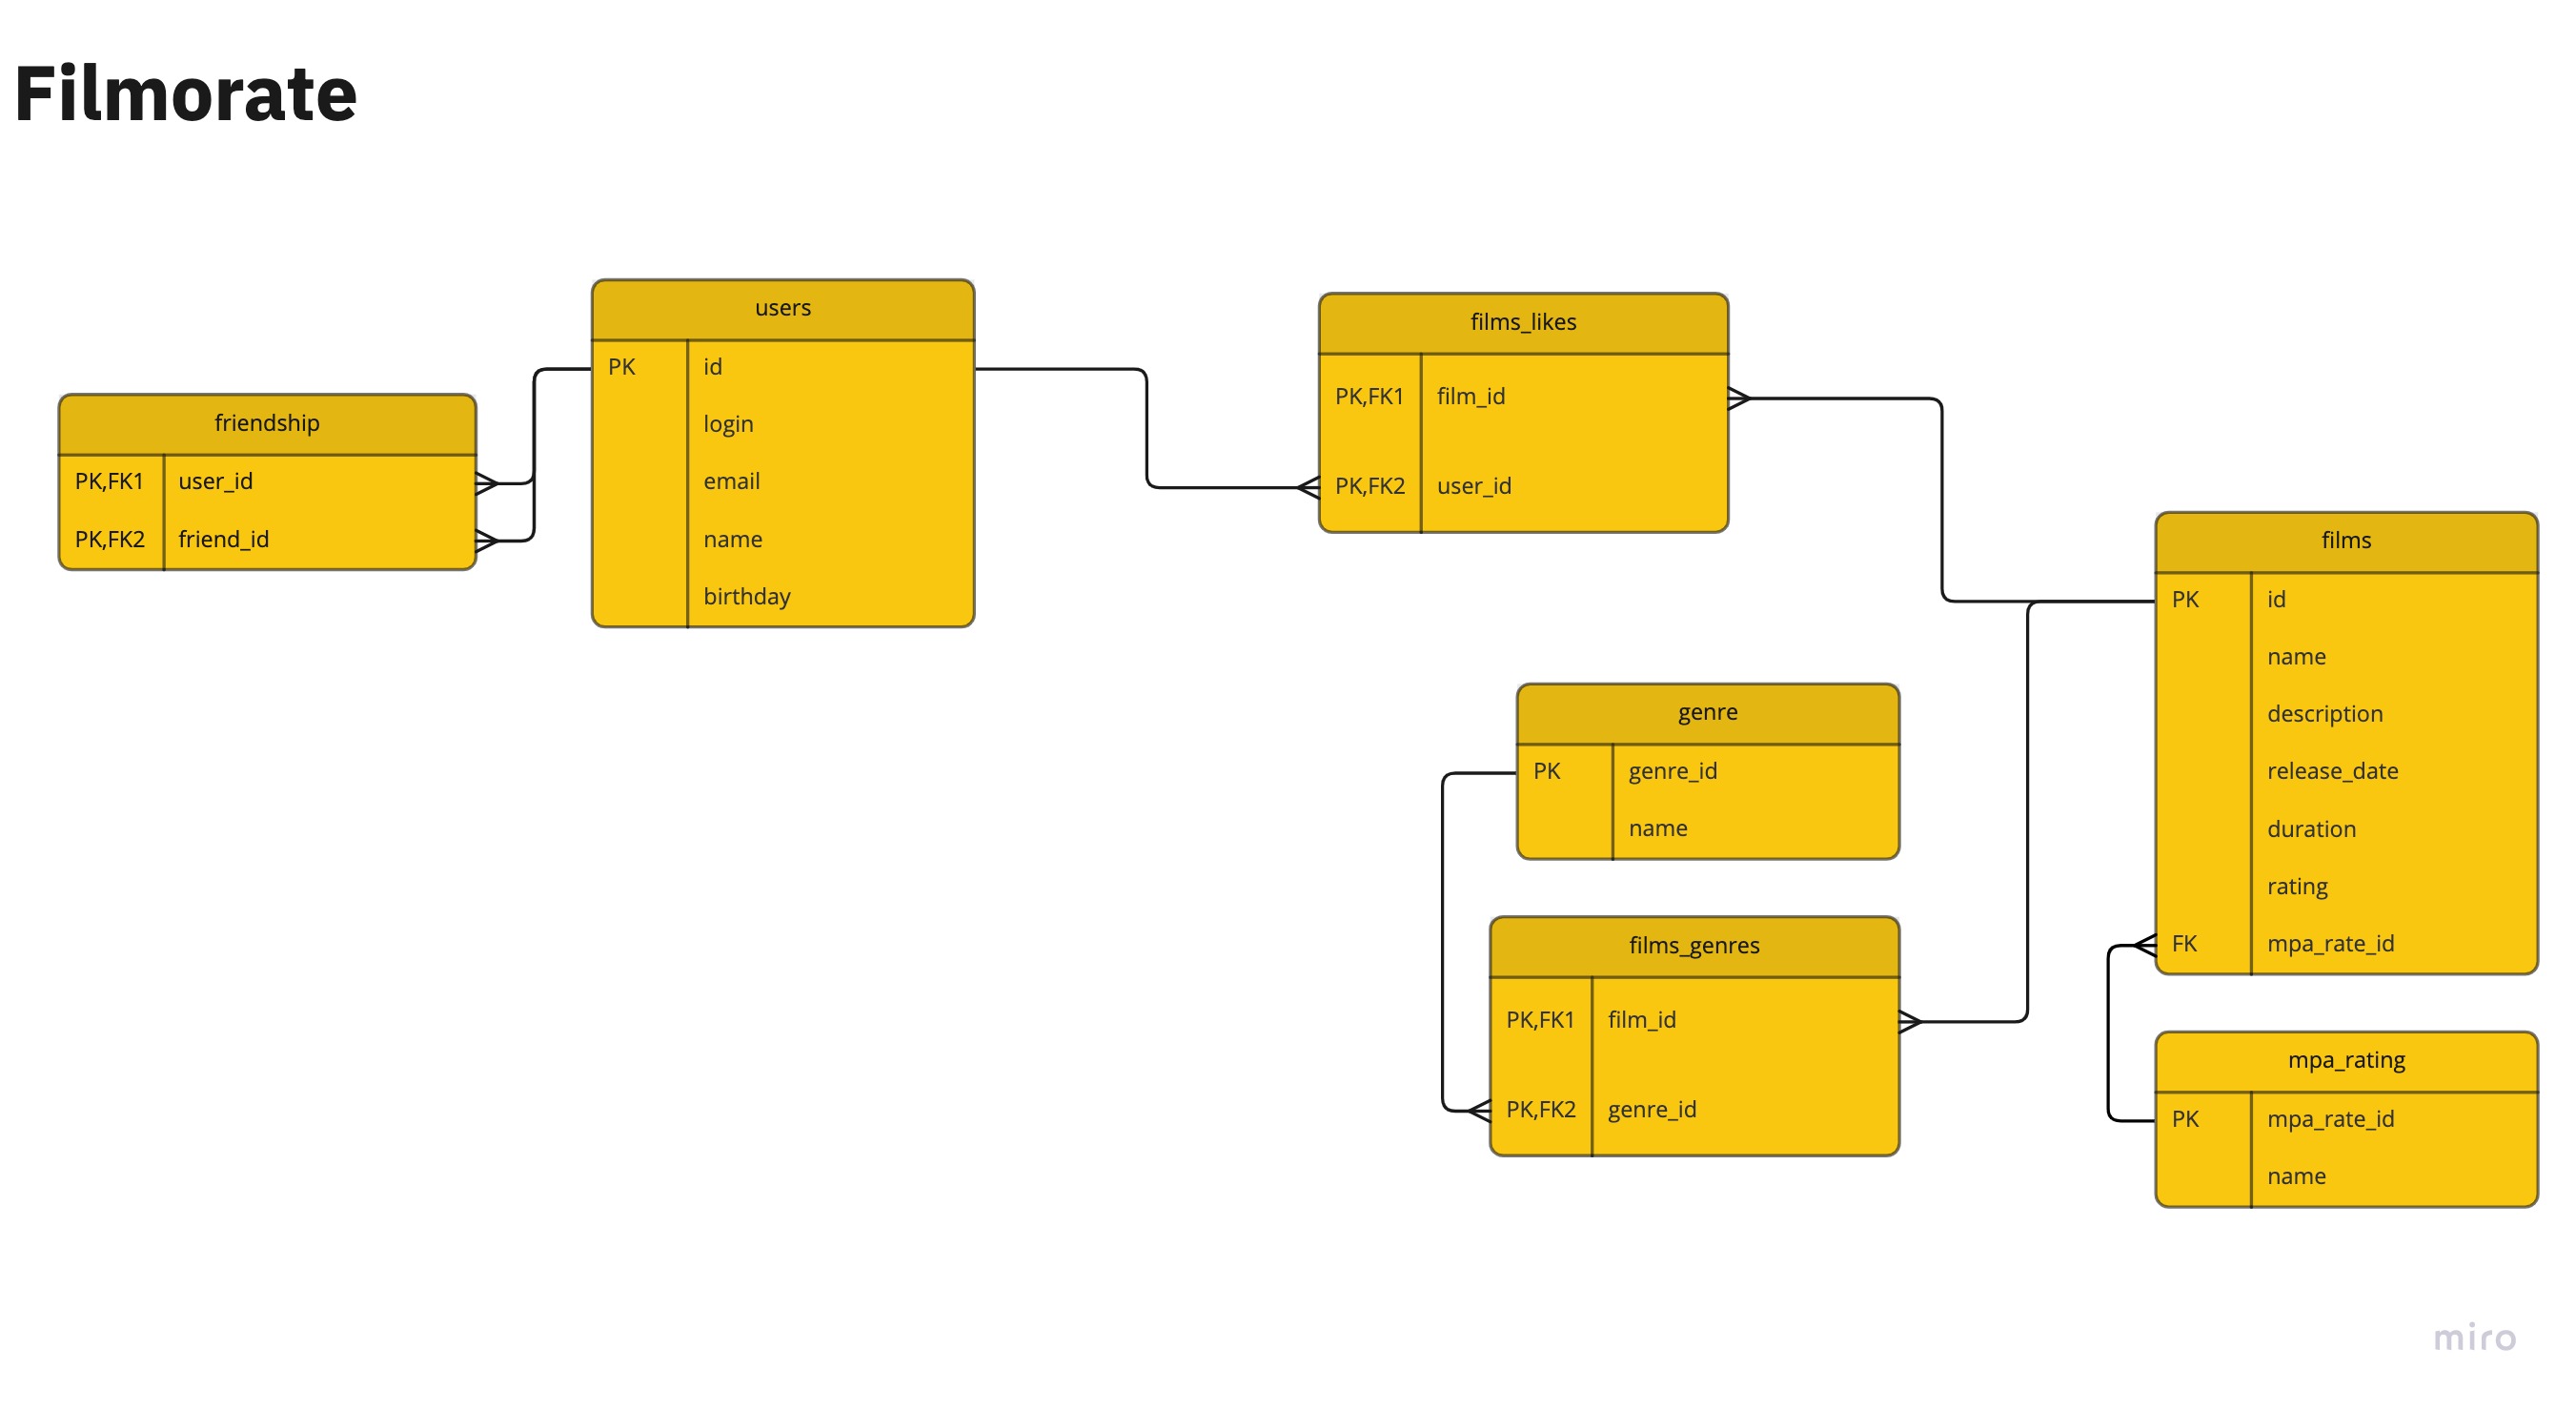 Filmorate
friendship
PK,FK1 user_id
PK,FK2 friend_id
users
PK id
login
email
name
birthday
films_likes
PK,FK1 film_id
PK,FK2 user_id
genre
PK genre_id
name
films_genres
PK,FK1 film_id
PK,FK2 genre_id
films
PK id
name
description
release_date
duration
rating
FK mpa_rate_id
mpa_rating
PK mpa_rate_id
name
miro